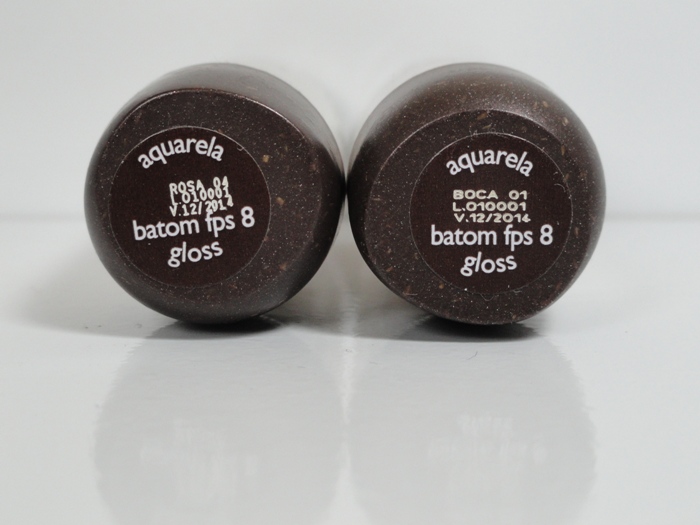 aquarela
ROSA 04
L.010001
V.12/2014
batom fps 8
gloss
aquarela
BOCA 01
L.010001
V.12/2014
batom fps 8
gloss